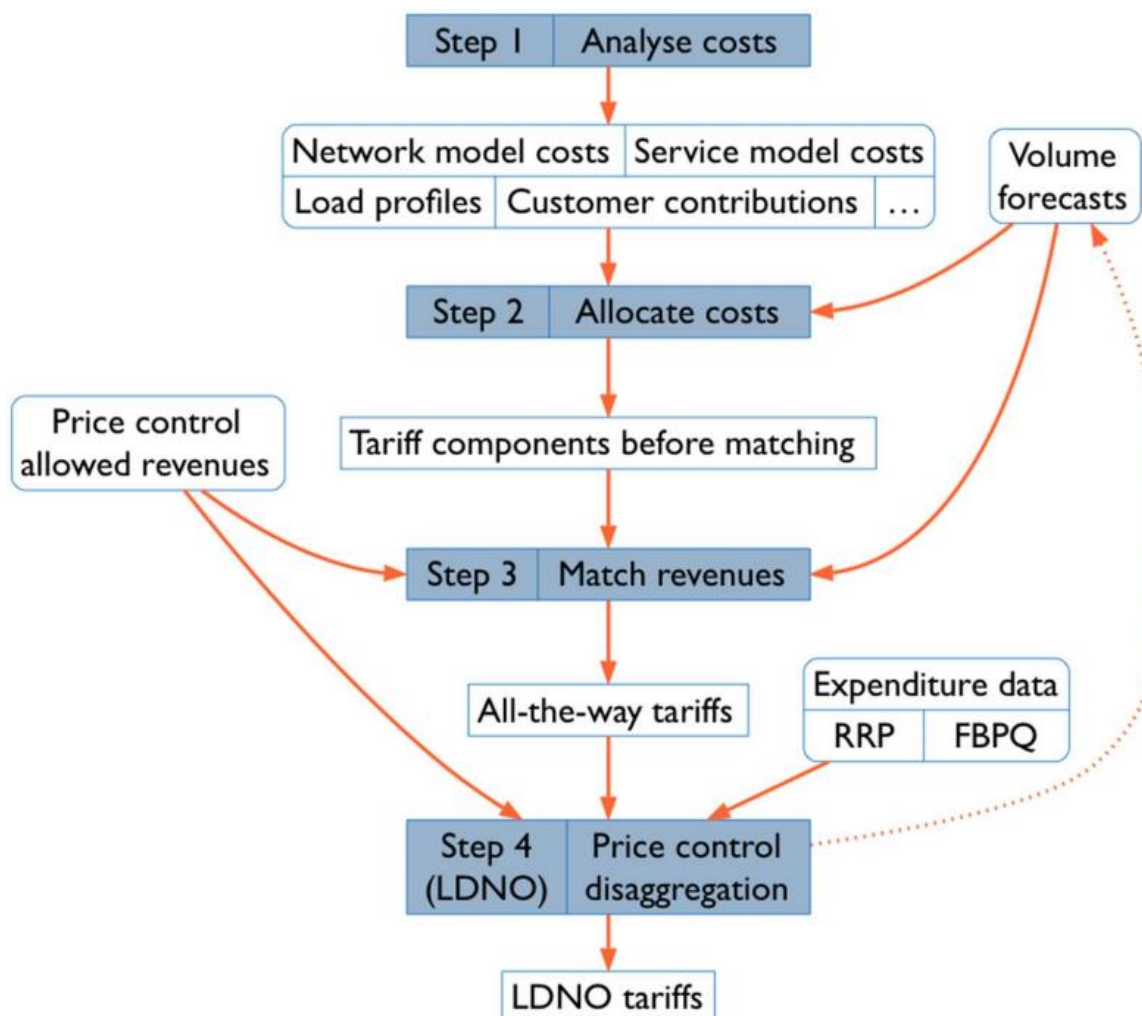 Step 1 Analyse costs
Network model costs Service model costs
Load profiles Customer contributions ...
Volume
forecasts
Step 2 Allocate costs
Price control
allowed revenues
Tariff components before matching
Step 3 Match revenues
All-the-way tariffs
Expenditure data
RRP FBPQ
Step 4
(LDNO)
Price control
disaggregation
LDNO tariffs